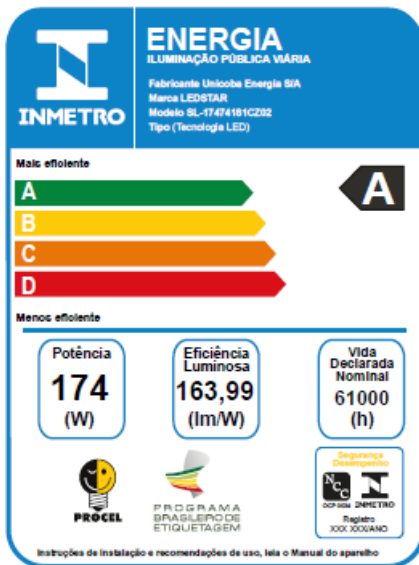 ENERGIA
ILUMINAÇÃO PÚBLICA VIÁRIA
INMETRO
Fabricante Unicoba Energia S/A
Marca LEDSTAR
Modelo SL-17474181CZ02
Tipo (Tecnologia LED)
Mais eficiente
A
A
B
C
D
Menos eficiente
Potência
174
(W)
Eficiência
Luminosa
163,99
(lm/W)
Vida
Declarada
Nominal
61000
(h)
PROCEL
PROGRAMA
BRASILEIRO DE
ETIQUETAGEM
Segurança
Desempenho
NCC
INMETRO
Registro
XXX XXX/ANO
Instruções de instalação e recomendações de uso, leia o Manual do aparelho